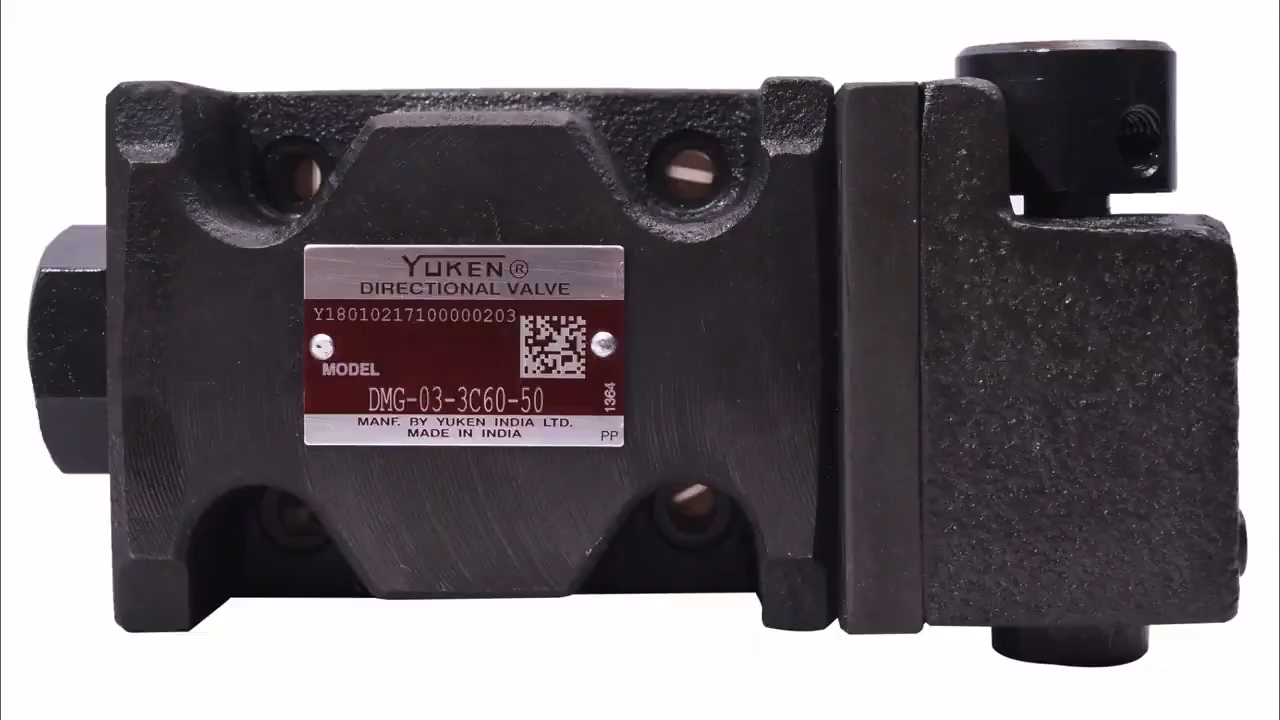 YUKEN®
DIRECTIONAL VALVE
Y18010217100000203
MODEL
DMG-03-3C60-50
1364
MANF. BY YUKEN INDIA LTD.
MADE IN INDIA
PP